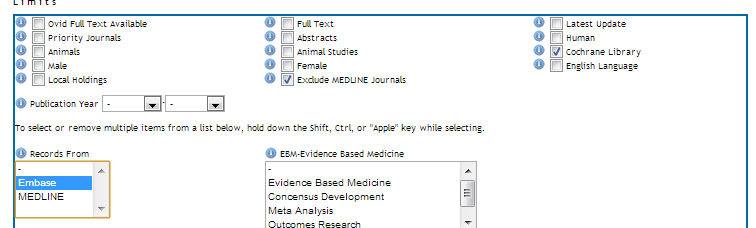 Limits
Ovid Full Text Available Full Text Latest Update
Priority Journals Abstracts Human
Animals Animal Studies Cochrane Library
Male Female English Language
Local Holdings Exclude MEDLINE Journals
Publication Year - - -
To select or remove multiple items from a list below, hold down the Shift, Ctrl, or "Apple" key while selecting.
Records From EBM-Evidence Based Medicine
- -
Embase Evidence Based Medicine
MEDLINE Concensus Development
Meta Analysis
Outcomes Research